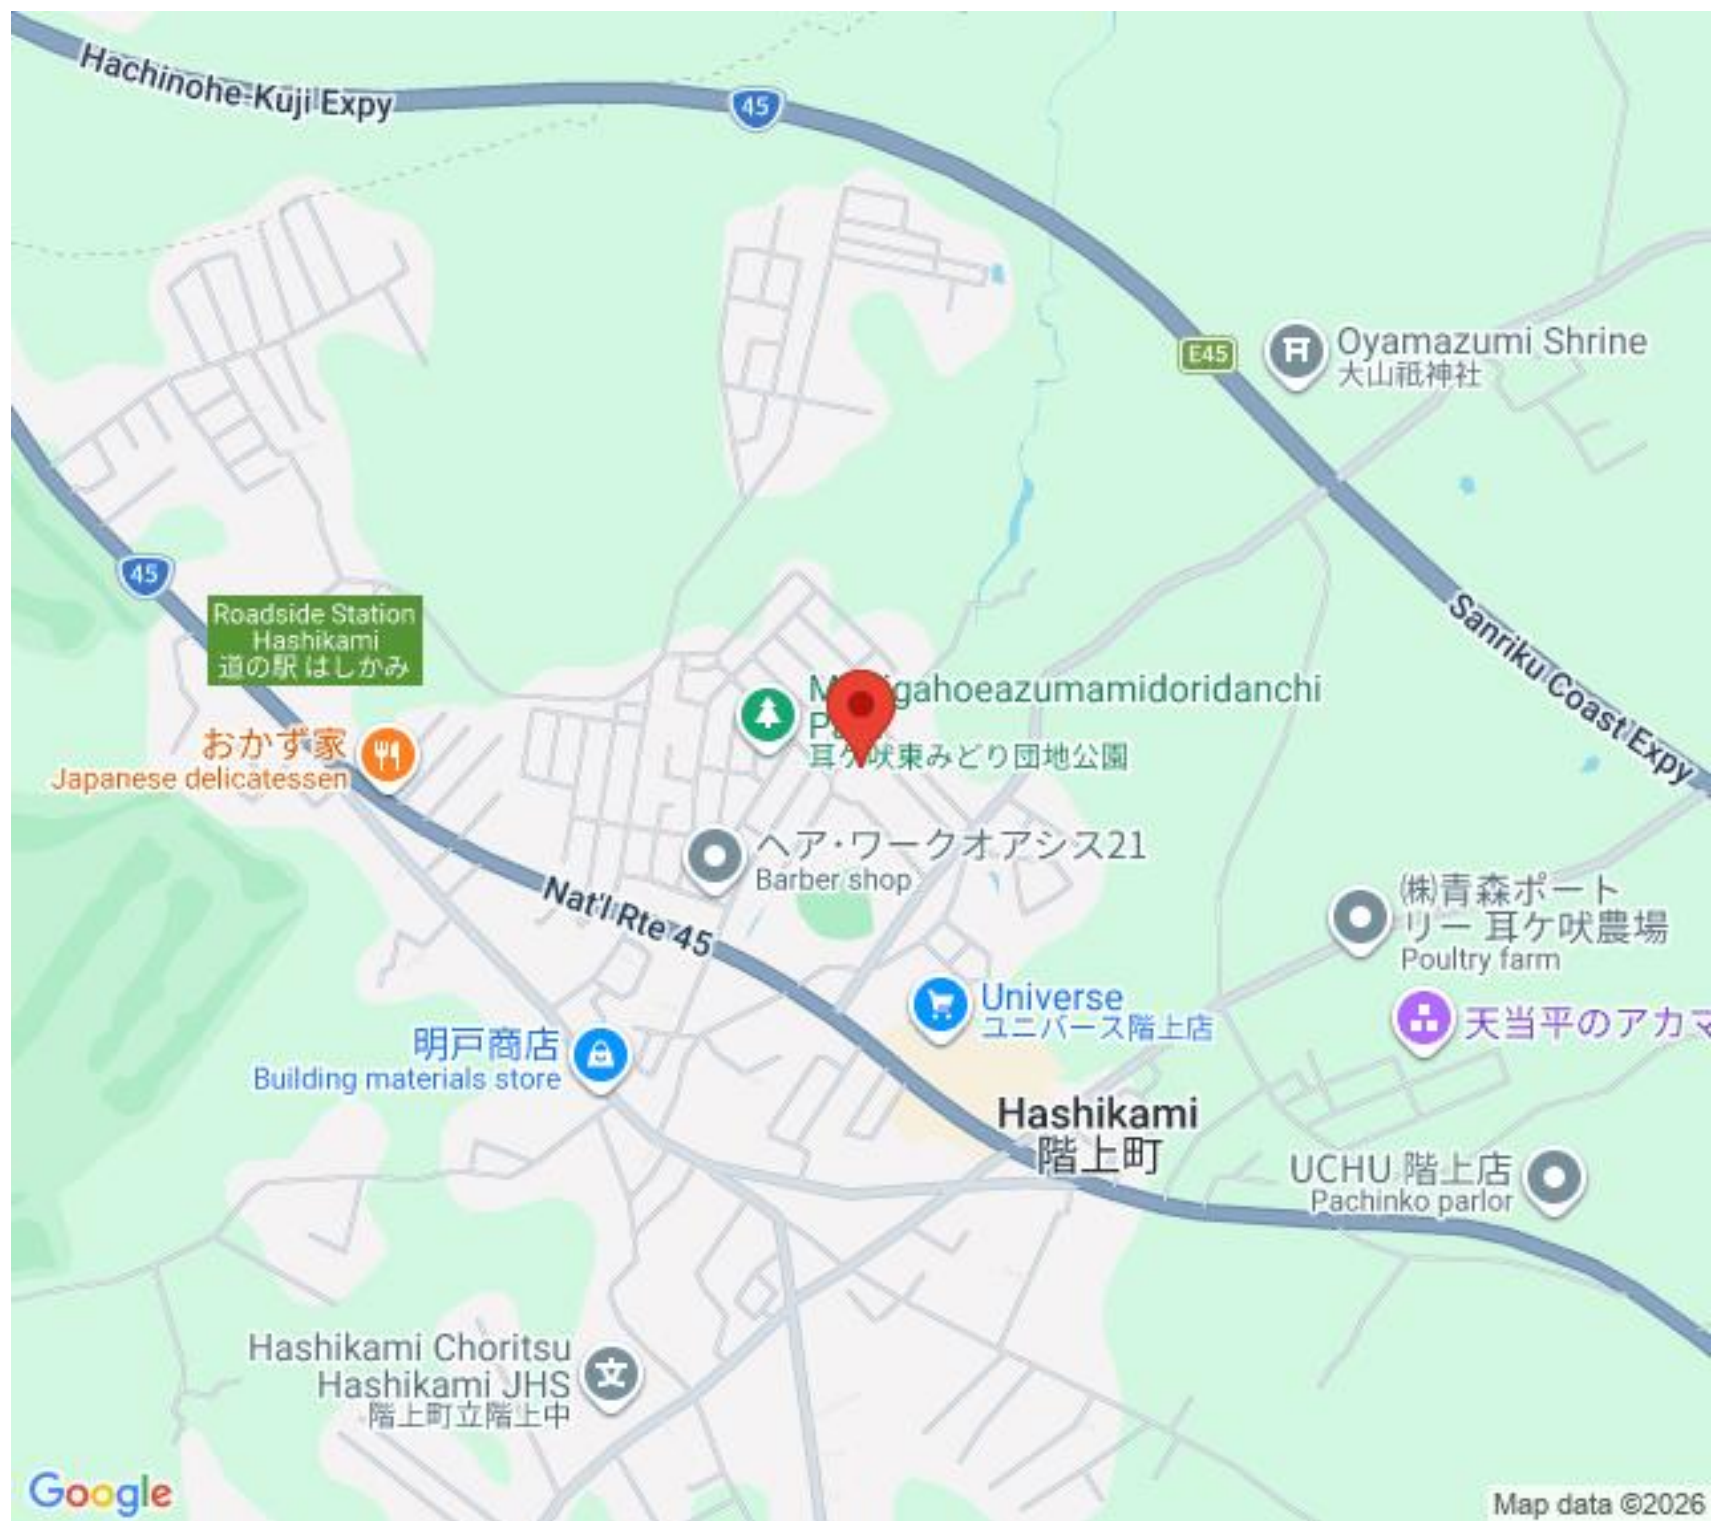 Hachinohe-Kuji Expy
45
E45
Oyamazumi Shrine
大山祇神社
45
Roadside Station
Hashikami
道の駅 はしかみ
Sanriku Coast Expy
耳ケ吠東みどり団地公園
おかず家
Japanese delicatessen
ヘア・ワークオアシス21
Barber shop
Nat'l Rte 45
㈱青森ポート
リー 耳ケ吠農場
Poultry farm
Universe
ユニバース階上店
天当平のアカマ
明戸商店
Building materials store
Hashikami
階上町
UCHU 階上店
Pachinko parlor
Hashikami Choritsu
Hashikami JHS
階上町立階上中
Google
Map data ©2026